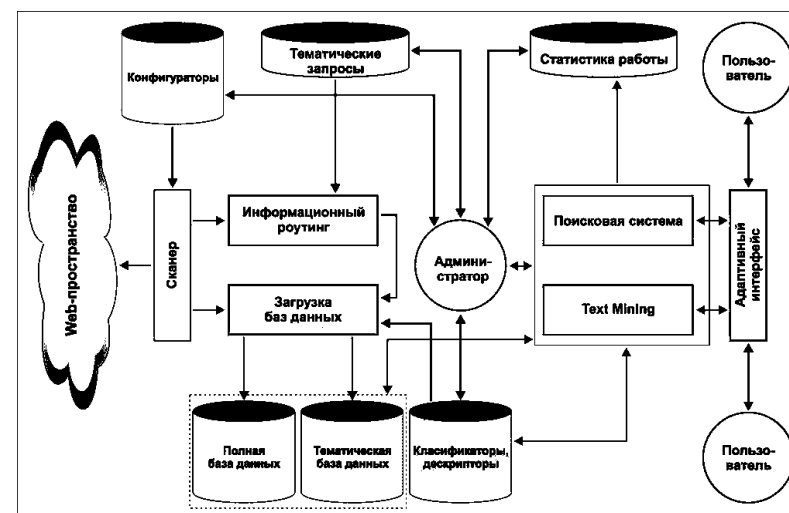 Конфигураторы
Тематические
запросы
Статистика работы
Пользо-
ватель
Web-пространство
Сканер
Информационный
роутинг
Загрузка
баз данных
Админи-
стратор
Поисковая система
Text Mining
Адаптивный
интерфейс
Полная
база данных
Тематическая
база данных
Класификаторы,
дескрипторы
Пользо-
ватель